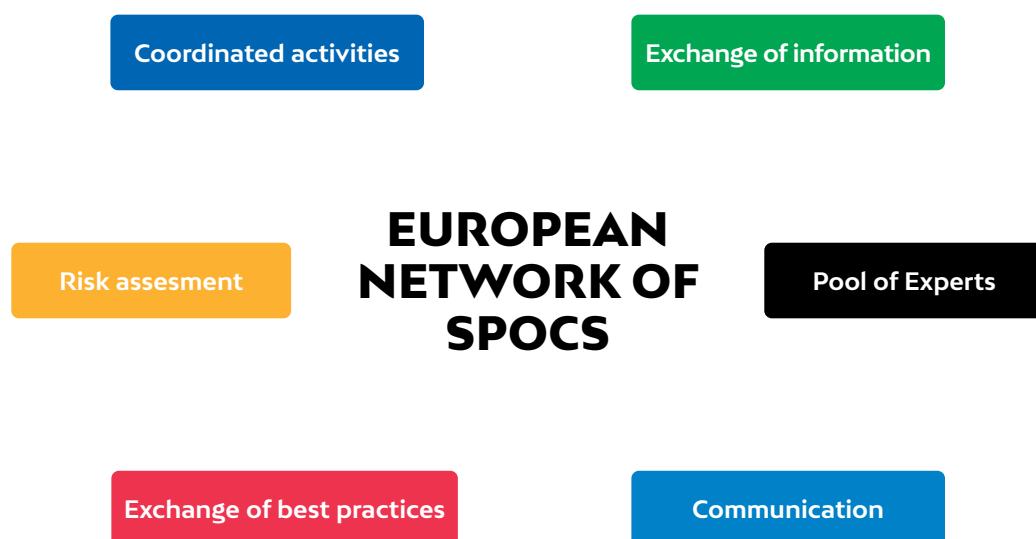 Coordinated activities
Exchange of information
EUROPEAN
NETWORK OF
SPOCS
Risk assesment
Pool of Experts
Exchange of best practices
Communication